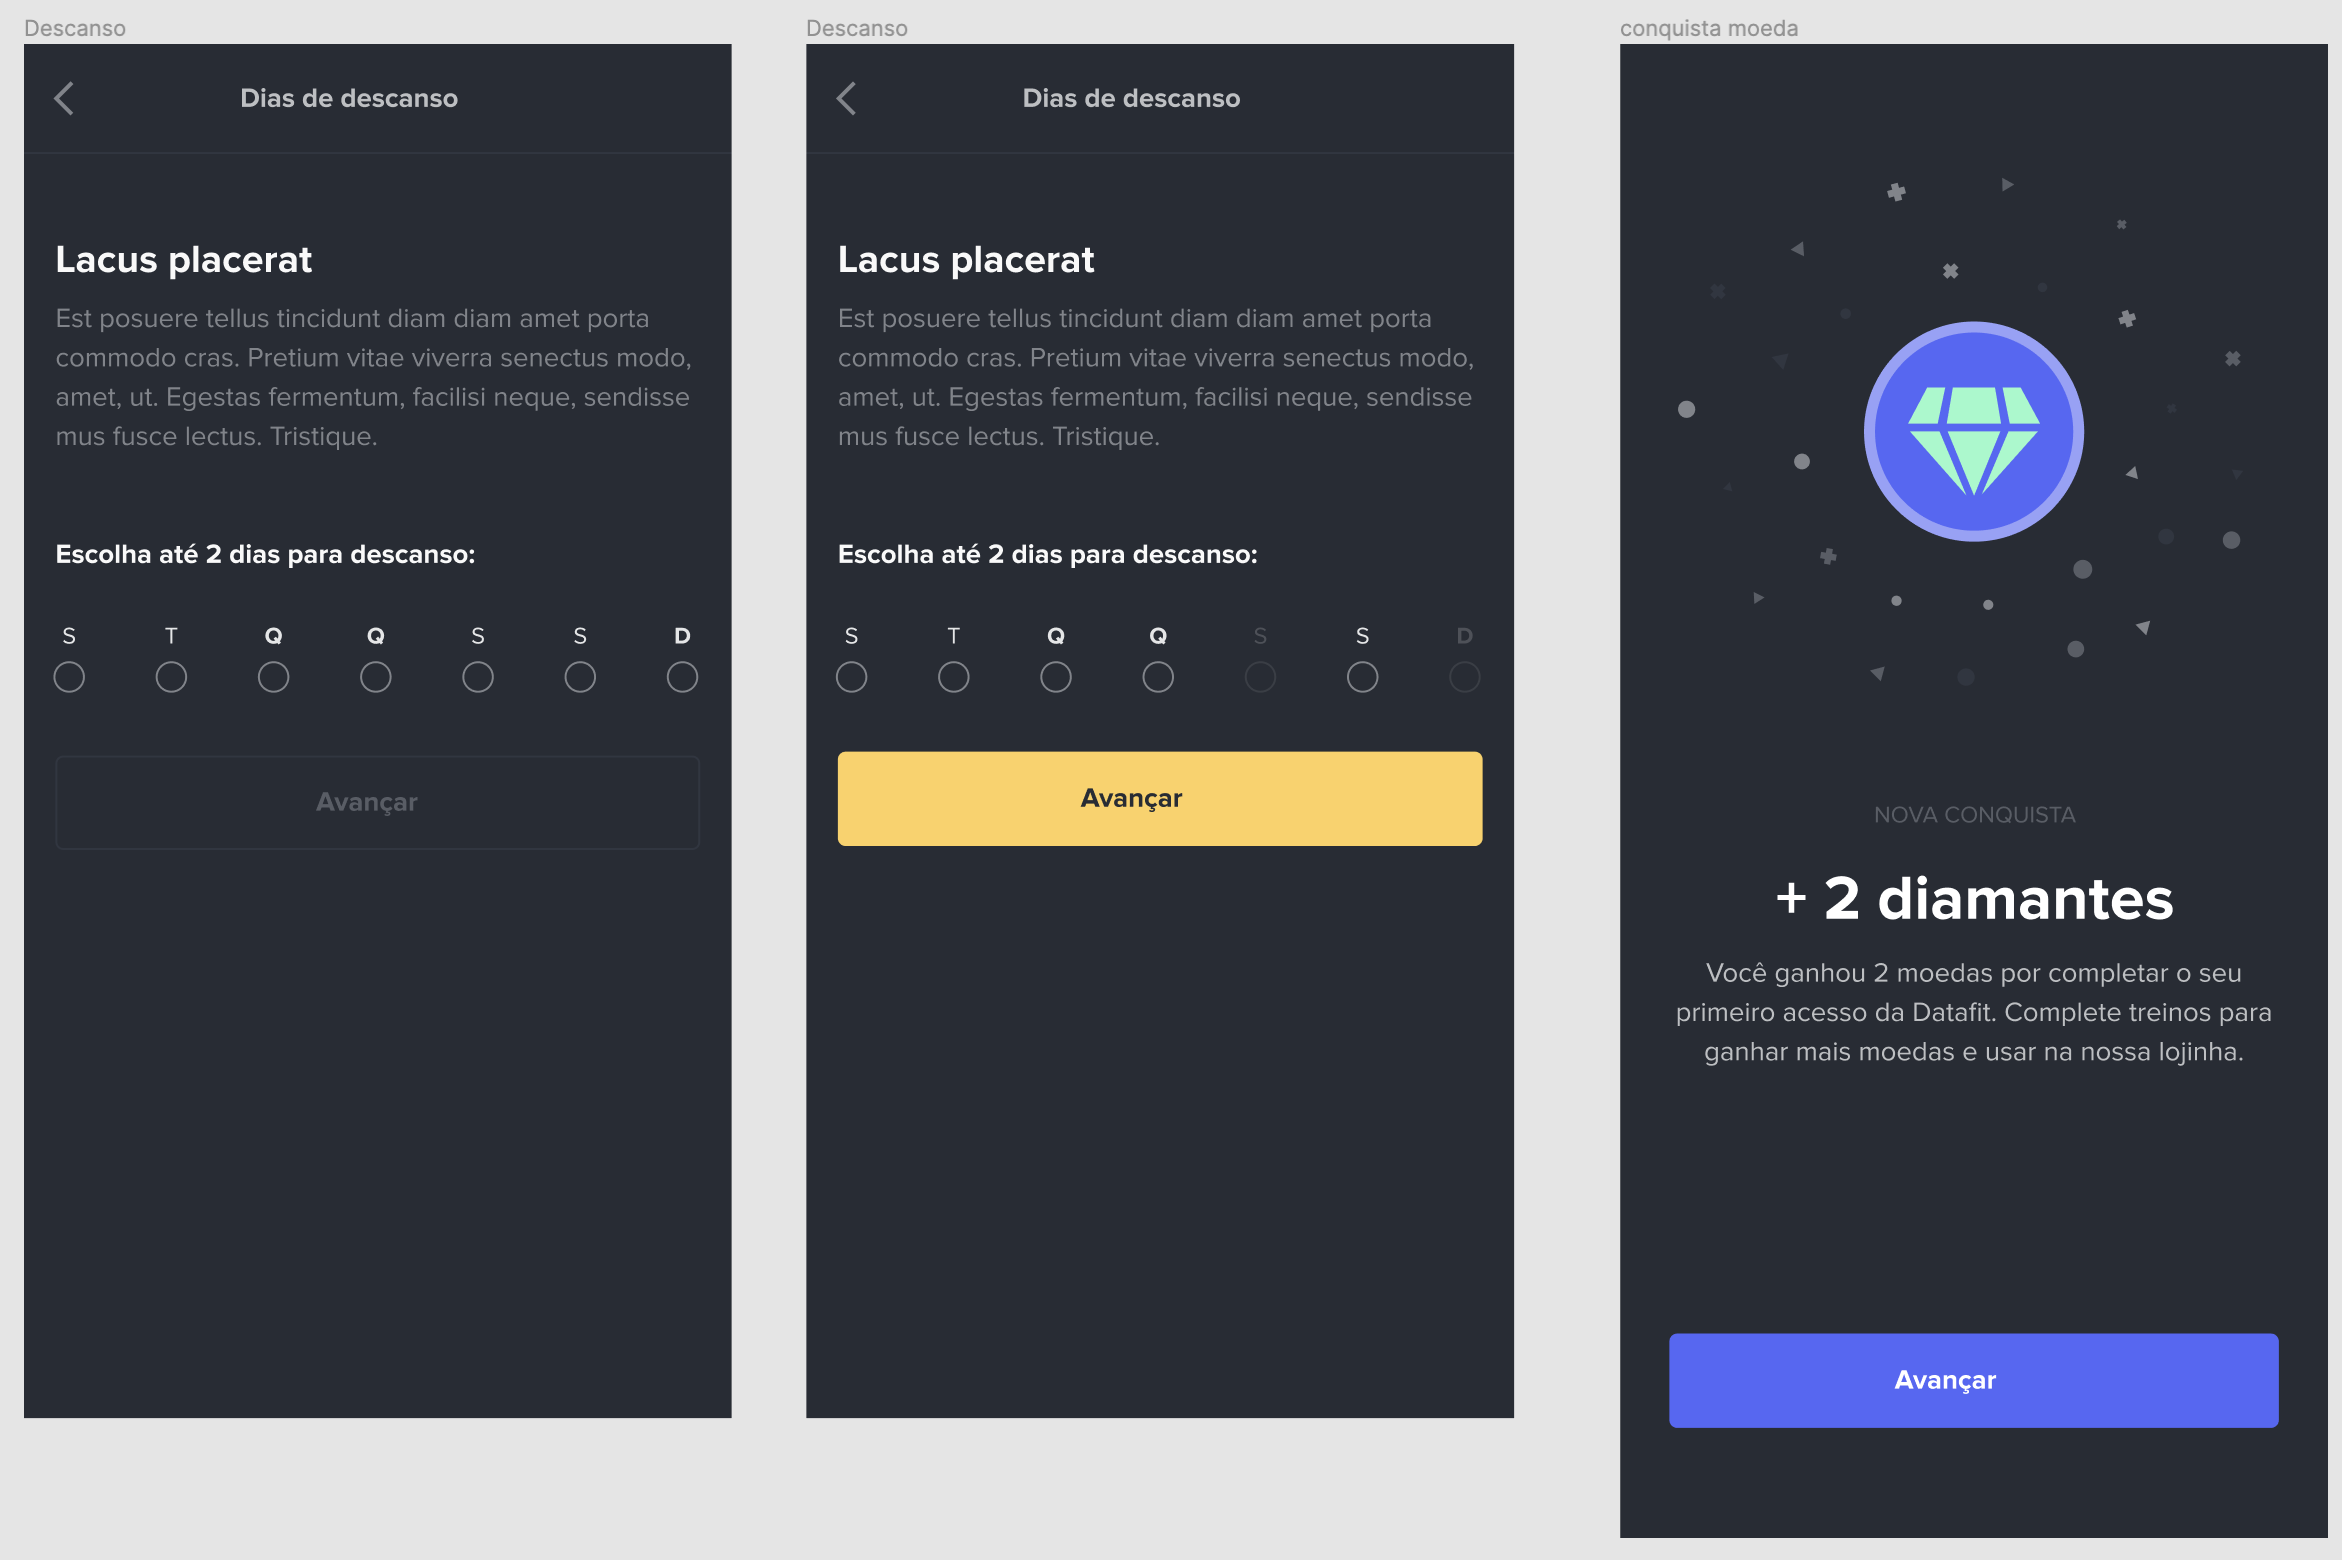 Descanso
Dias de descanso
Lacus placerat
Est posuere tellus tincidunt diam diam amet porta
commodo cras. Pretium vitae viverra senectus modo,
amet, ut. Egestas fermentum, facilisi neque, sendisse
mus fusce lectus. Tristique.
Escolha até 2 dias para descanso:
S T Q Q S S D
Avançar
Descanso
Dias de descanso
Lacus placerat
Est posuere tellus tincidunt diam diam amet porta
commodo cras. Pretium vitae viverra senectus modo,
amet, ut. Egestas fermentum, facilisi neque, sendisse
mus fusce lectus. Tristique.
Escolha até 2 dias para descanso:
S T Q Q S S D
Avançar
conquista moeda
NOVA CONQUISTA
+ 2 diamantes
Você ganhou 2 moedas por completar o seu
primeiro acesso da Datafit. Complete treinos para
ganhar mais moedas e usar na nossa lojinha.
Avançar